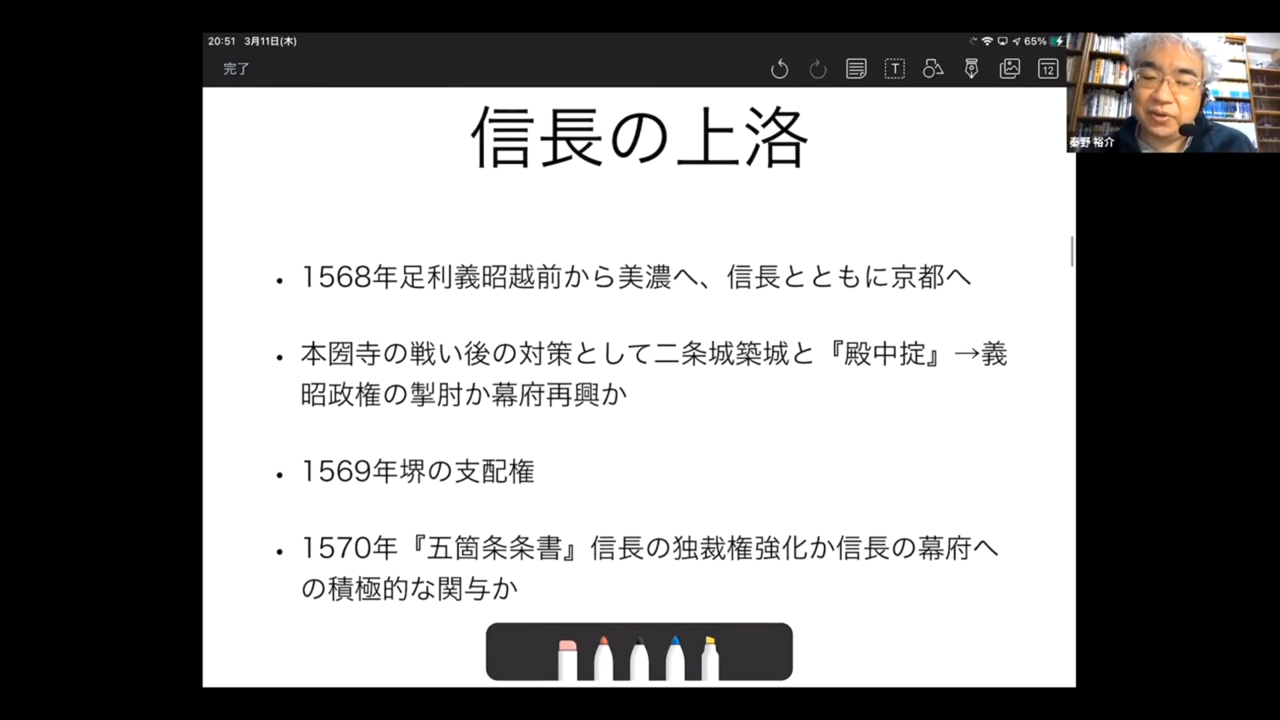 20:51 3月11日(木)
65%
完了
T
12
秦野 裕介
信長の上洛
• 1568年足利義昭越前から美濃へ、信長とともに京都へ
• 本圀寺の戦い後の対策として二条城築城と『殿中掟』→義
昭政権の掣肘か幕府再興か
• 1569年堺の支配権
• 1570年『五箇条条書』信長の独裁権強化か信長の幕府へ
の積極的な関与か